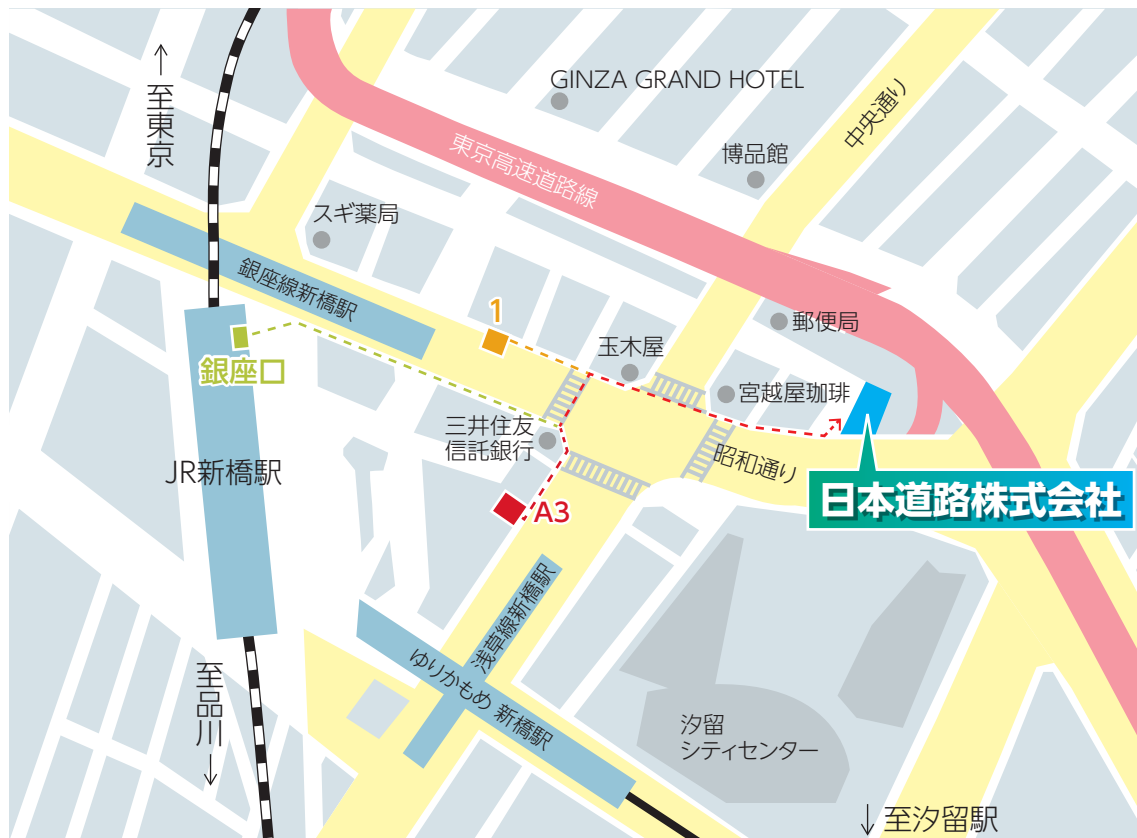 GINZA GRAND HOTEL
↑
至東京
中央通り
東京高速道路線
博品館
スギ薬局
銀座線新橋駅
1
郵便局
玉木屋
銀座口
宮越屋珈琲
三井住友
信託銀行
昭和通り
JR新橋駅
日本道路株式会社
A3
浅草線新橋駅
ゆりかもめ 新橋駅
至品川
↓
汐留
シティセンター
↓至汐留駅